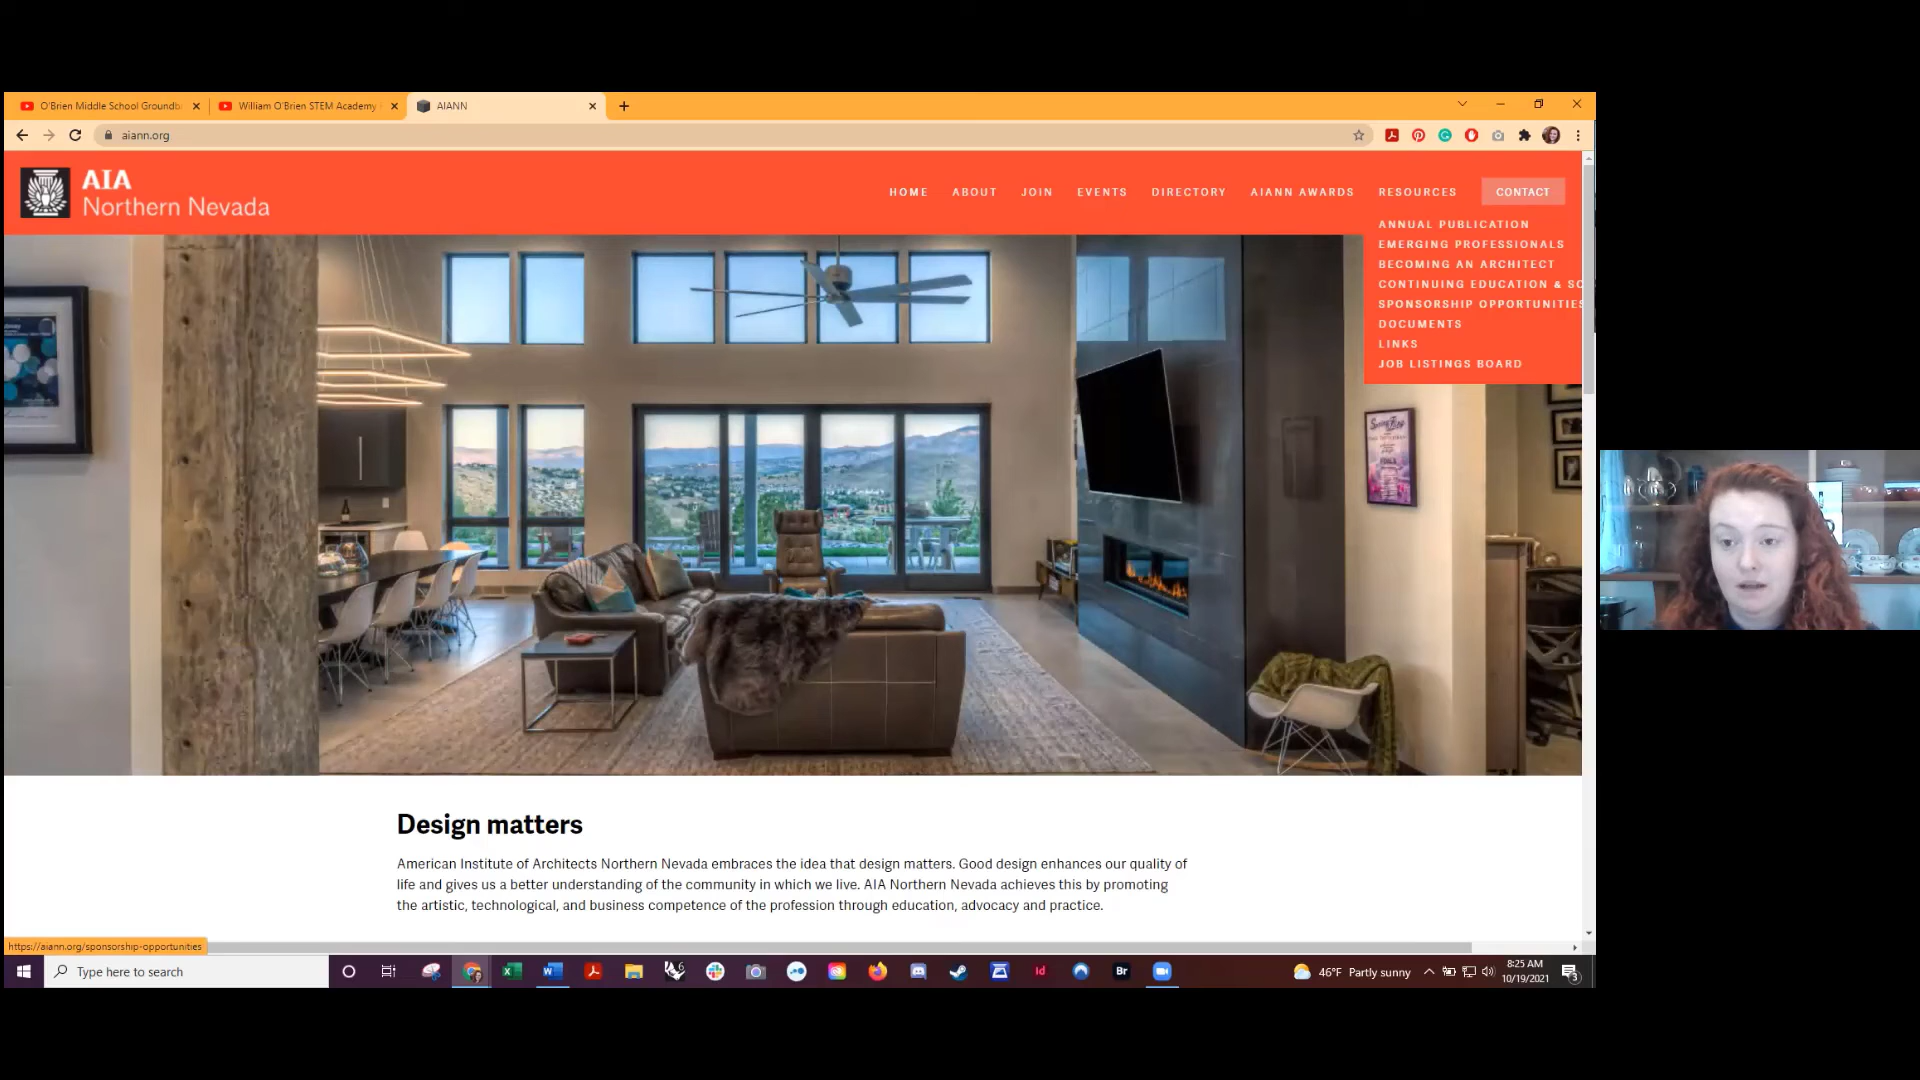 O'Brien Middle School Groundb
William O'Brien STEM Academy
AIANN
aiann.org
AIA
Northern Nevada
HOME
ABOUT
JOIN
EVENTS
DIRECTORY
AIANN AWARDS
RESOURCES
CONTACT
ANNUAL PUBLICATION
EMERGING PROFESSIONALS
BECOMING AN ARCHITECT
CONTINUING EDUCATION & SC
SPONSORSHIP OPPORTUNITIES
DOCUMENTS
LINKS
JOB LISTINGS BOARD
Design matters
American Institute of Architects Northern Nevada embraces the idea that design matters. Good design enhances our quality of
life and gives us a better understanding of the community in which we live. AIA Northern Nevada achieves this by promoting
the artistic, technological, and business competence of the profession through education, advocacy and practice.
https://aiann.org/sponsorship-opportunities
Type here to search
Id
Br
46°F Partly sunny
8:25 AM
10/19/2021
3